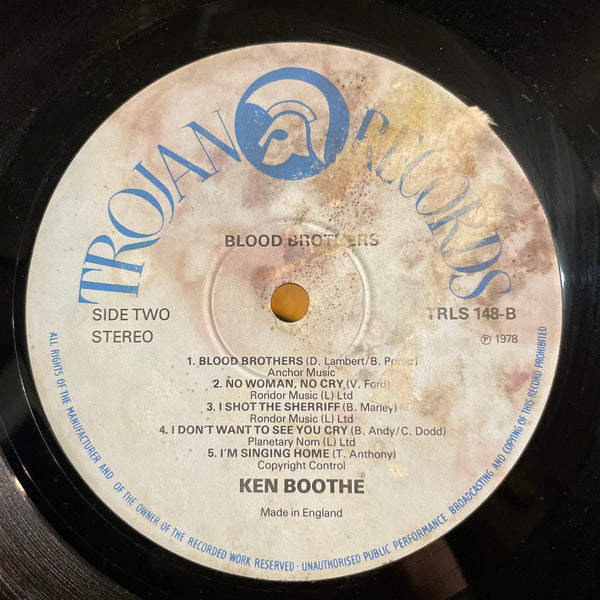 TROJAN RECORDS
BLOOD BROTHERS
SIDE TWO
STEREO
TRLS 148-B
℗ 1978
1. BLOOD BROTHERS (D. Lambert/B. Potter)
Anchor Music
2. NO WOMAN, NO CRY (V. Ford)
Rondor Music (L) Ltd
3. I SHOT THE SHERRIFF (B. Marley)
Rondor Music (L) Ltd
4. I DON'T WANT TO SEE YOU CRY (B. Andy/C. Dodd)
Planetary Nom (L) Ltd
5. I'M SINGING HOME (T. Anthony)
Copyright Control
KEN BOOTHE
Made in England
ALL RIGHTS OF THE MANUFACTURER AND OF THE OWNER OF THE RECORDED WORK RESERVED · UNAUTHORISED PUBLIC PERFORMANCE BROADCASTING AND COPYING OF THIS RECORD PROHIBITED